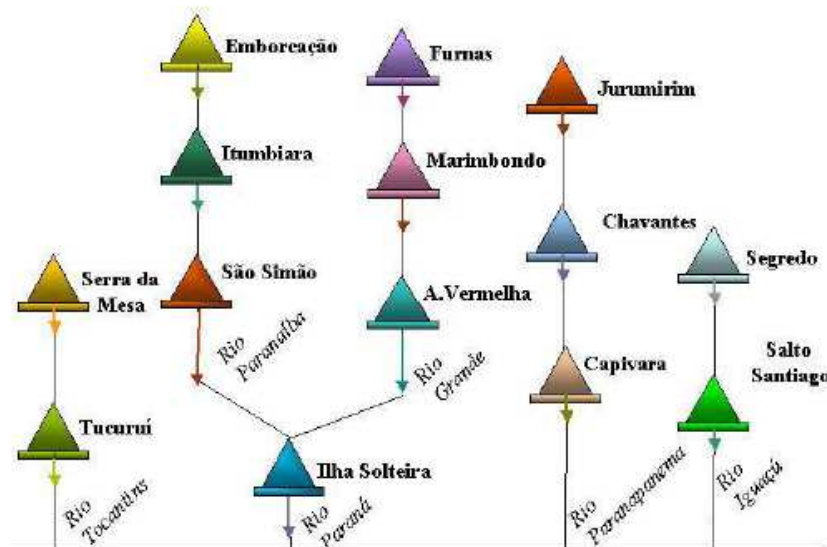 Emborcação
Furnas
Jurumirim
Itumbiara
Marimbondo
Chavantes
Segredo
Serra da
Mesa
São Simão
A.Vermelha
Rio
Paranaíba
Rio
Grande
Capivara
Salto
Santiago
Tucuruí
Ilha Solteira
Rio
Tocantins
Rio
Paraná
Rio
Paranapanema
Rio
Iguaçú